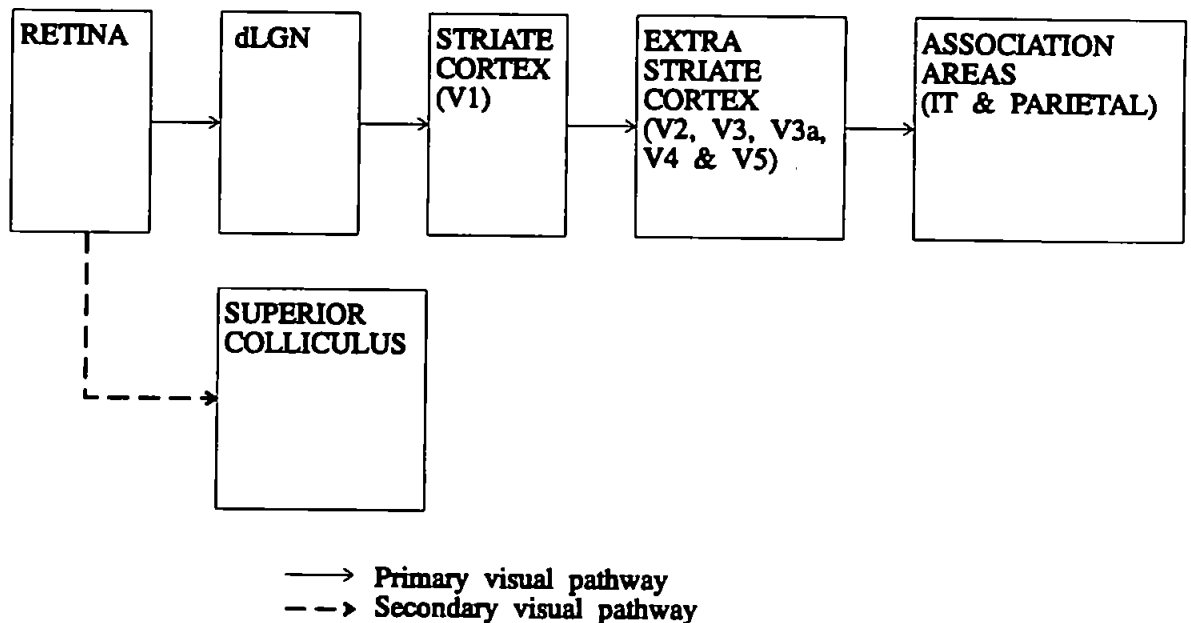 RETINA
dLGN
STRIATE
CORTEX
(V1)
EXTRA
STRIATE
CORTEX
(V2, V3, V3a,
V4 & V5)
ASSOCIATION
AREAS
(IT & PARIETAL)
SUPERIOR
COLLICULUS
Primary visual pathway
Secondary visual pathway